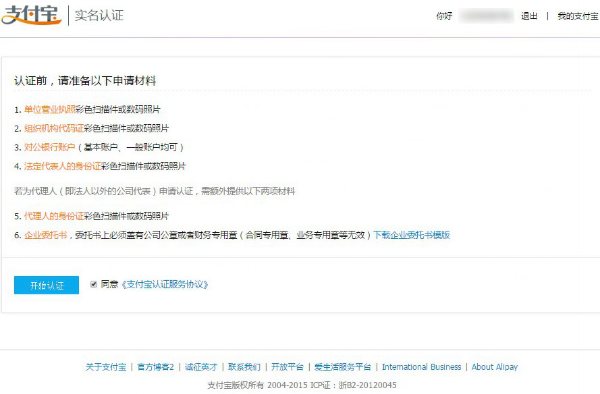 支付宝 实名认证 你好 退出 | 我的支付宝
认证前，请准备以下申请材料
1. 单位营业执照彩色扫描件或数码照片
2. 组织机构代码证彩色扫描件或数码照片
3. 对公银行账户（基本账户、一般账户均可）
4. 法定代表人的身份证彩色扫描件或数码照片
若为代理人（即法人以外的公司代表）申请认证，需额外提供以下两项材料
5. 代理人的身份证彩色扫描件或数码照片
6. 企业委托书，委托书上必须盖有公司公章或者财务专用章（合同专用章、业务专用章等无效）下载企业委托书模版
开始认证 同意《支付宝认证服务协议》
关于支付宝 | 官方博客2 | 诚征英才 | 联系我们 | 开放平台 | 爱生活服务平台 | International Business | About Alipay
支付宝版权所有 2004-2015 ICP证：浙B2-20120045